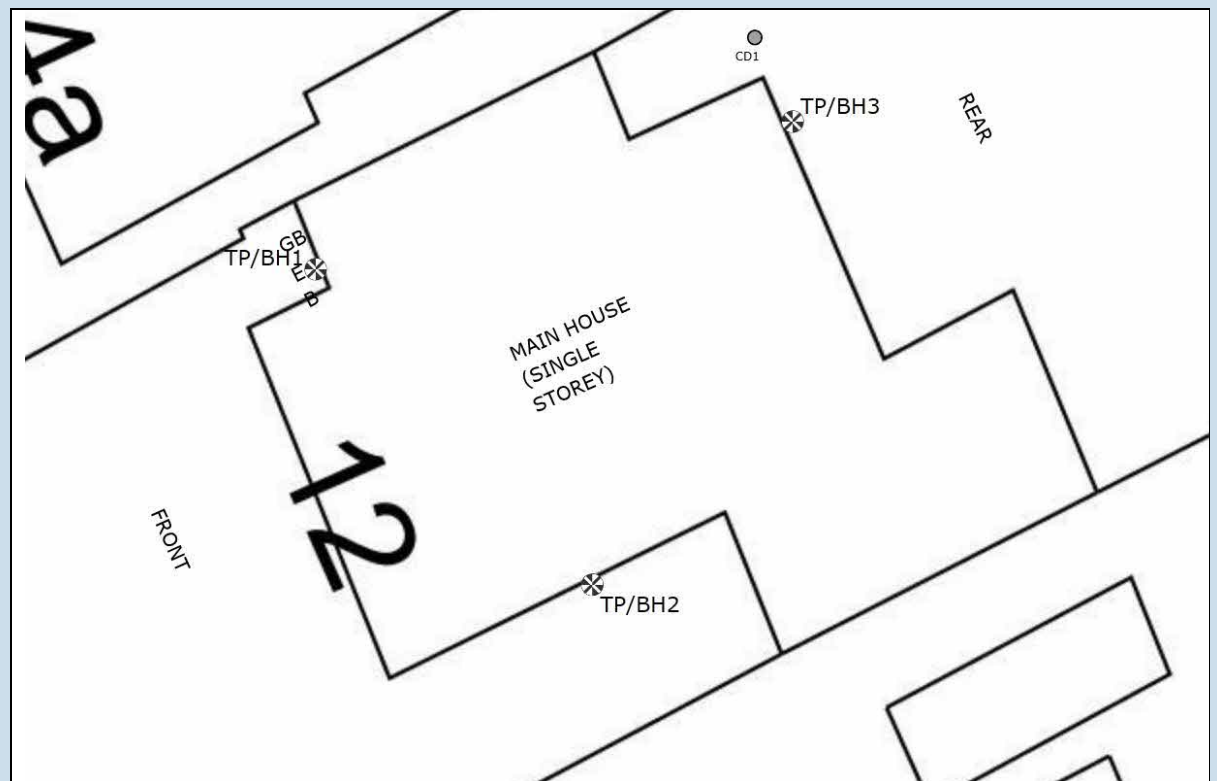 4a
CD1
TP/BH3
REAR
GB
TP/BH1
E
B
MAIN HOUSE
(SINGLE
STOREY)
12
FRONT
TP/BH2